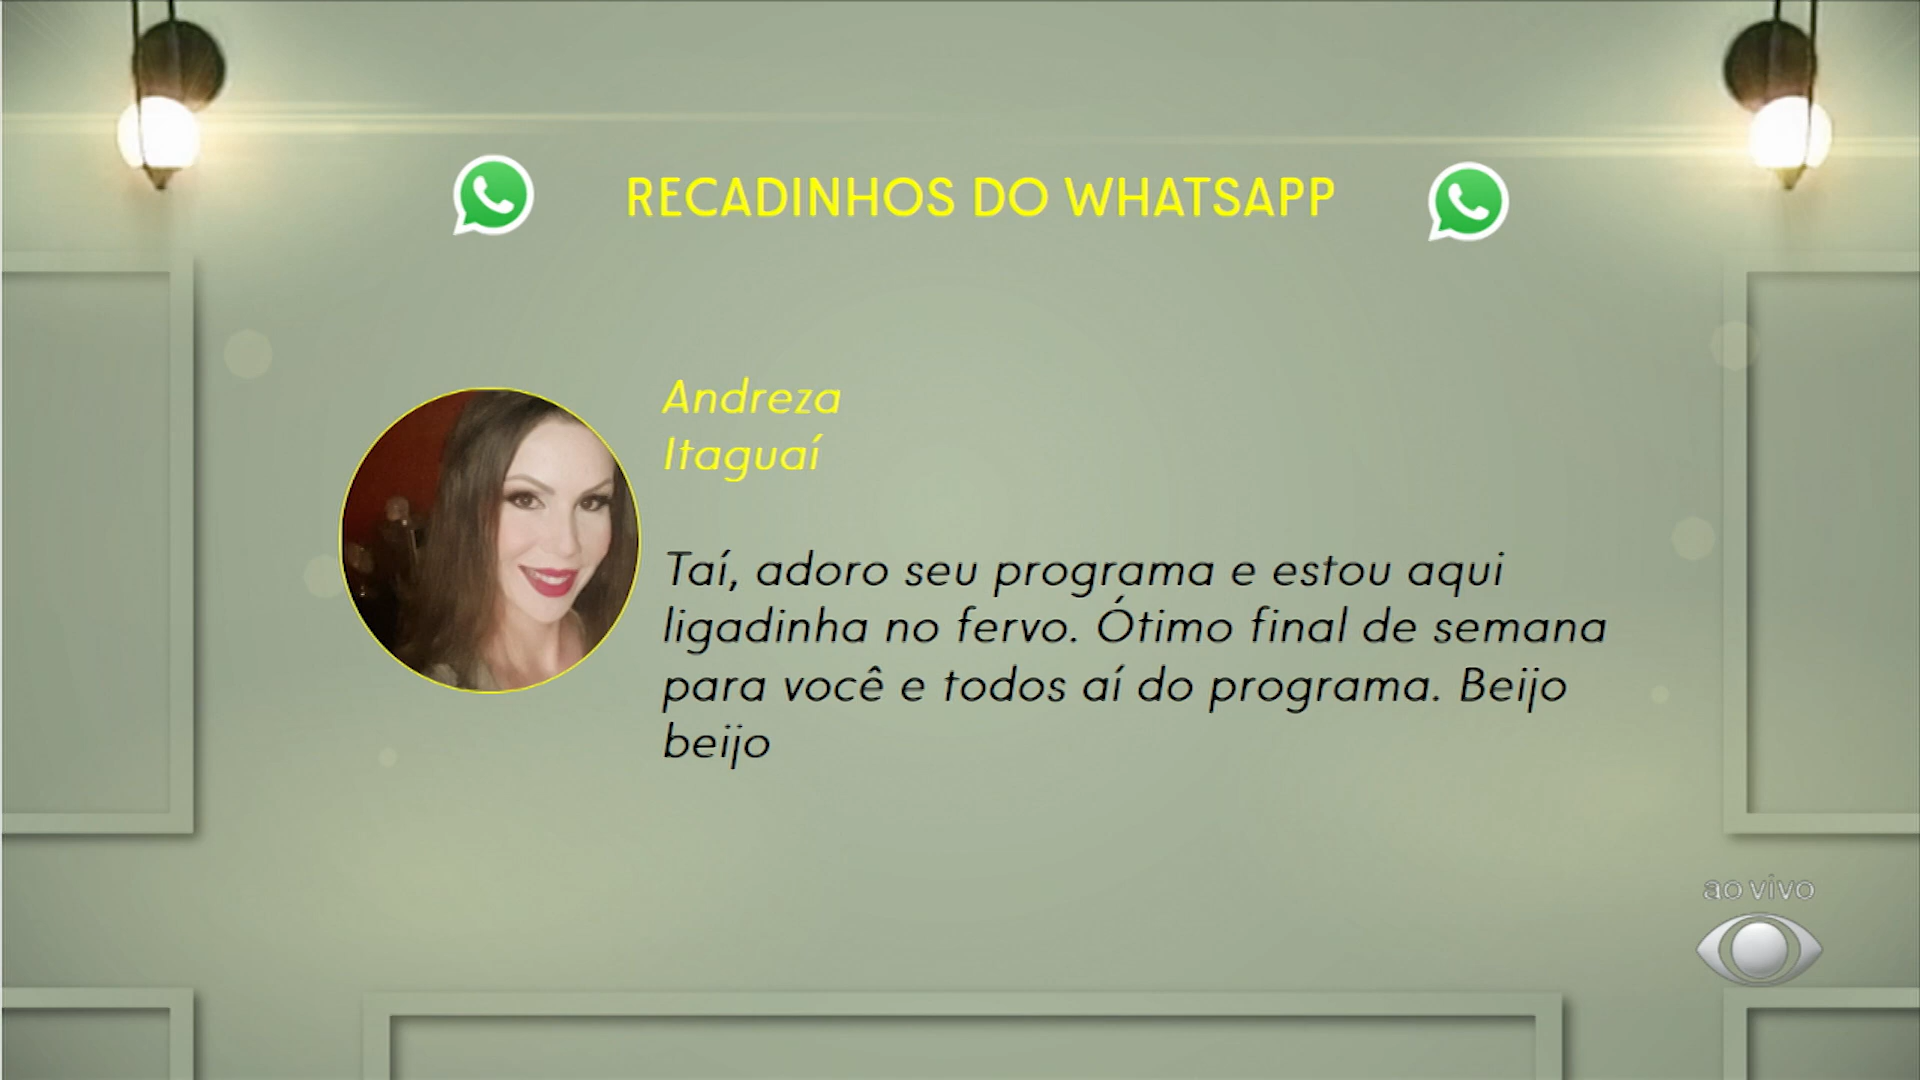 RECADINHOS DO WHATSAPP
Andreza
Itaguaí
Taí, adoro seu programa e estou aqui
ligadinha no fervo. Ótimo final de semana
para você e todos aí do programa. Beijo
beijo
ao vivo